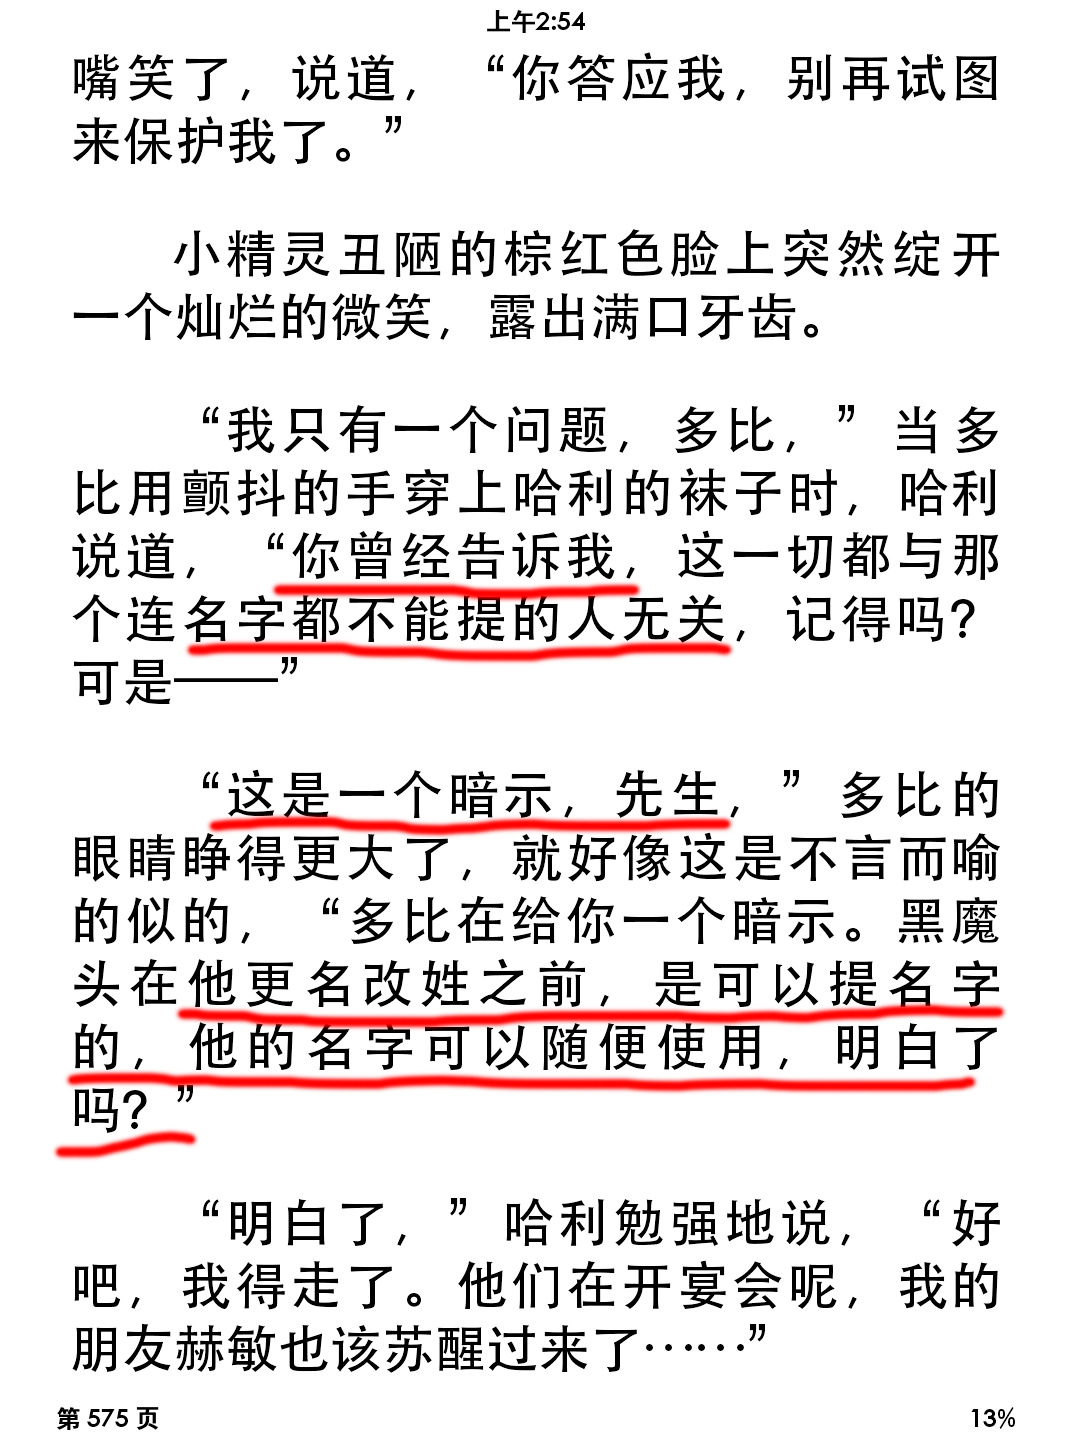 上午2:54
嘴笑了，说道，“你答应我，别再试图
来保护我了。”
小精灵丑陋的棕红色脸上突然绽开
一个灿烂的微笑，露出满口牙齿。
“我只有一个问题，多比，”当多
比用颤抖的手穿上哈利的袜子时，哈利
说道，“你曾经告诉我，这一切都与那
个连名字都不能提的人无关，记得吗？
可是——”
“这是一个暗示，先生，”多比的
眼睛睁得更大了，就好像这是不言而喻
的似的，“多比在给你一个暗示。黑魔
头在他更名改姓之前，是可以提名字
的，他的名字可以随便使用，明白了
吗？”
“明白了，”哈利勉强地说，“好
吧，我得走了。他们在开宴会呢，我的
朋友赫敏也该苏醒过来了……”
第 575 页
13%